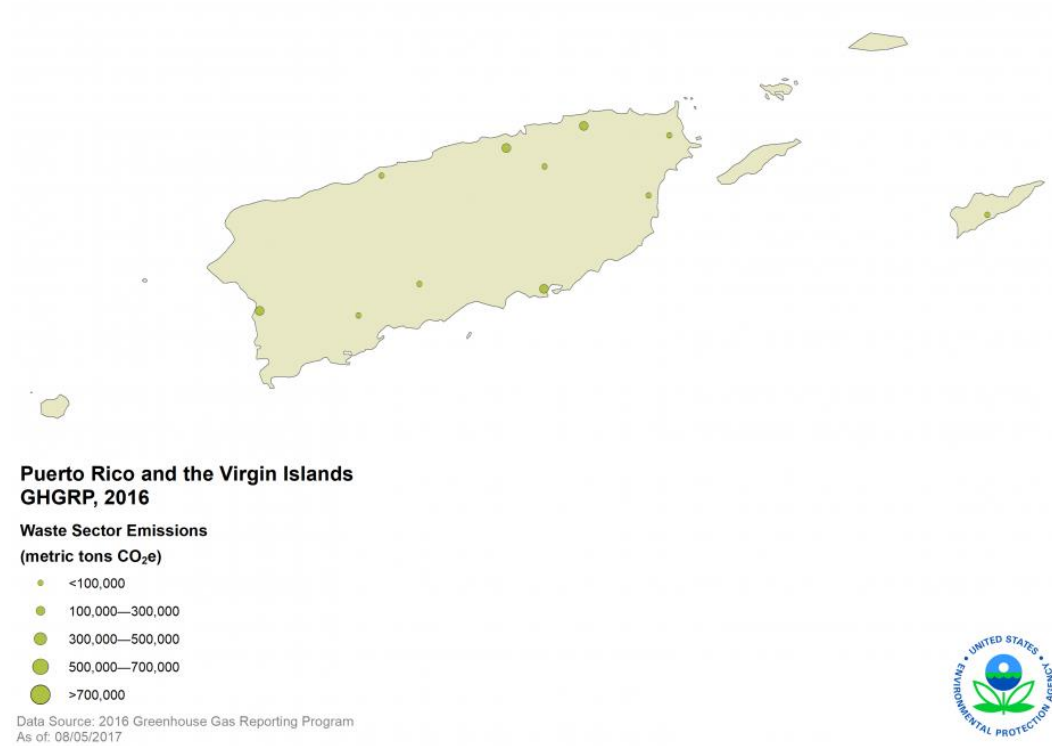 Puerto Rico and the Virgin Islands
GHGRP, 2016
Waste Sector Emissions
(metric tons CO₂e)
<100,000
100,000—300,000
300,000—500,000
500,000—700,000
>700,000
Data Source: 2016 Greenhouse Gas Reporting Program
As of: 08/05/2017
UNITED STATES
ENVIRONMENTAL PROTECTION AGENCY